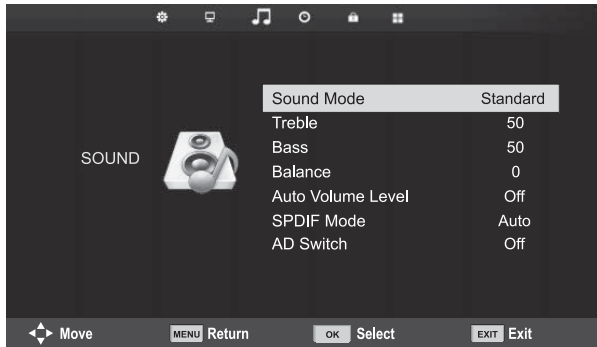 Sound Mode Standard
Treble 50
Bass 50
SOUND
Balance 0
Auto Volume Level Off
SPDIF Mode Auto
AD Switch Off
Move MENU Return OK Select EXIT Exit